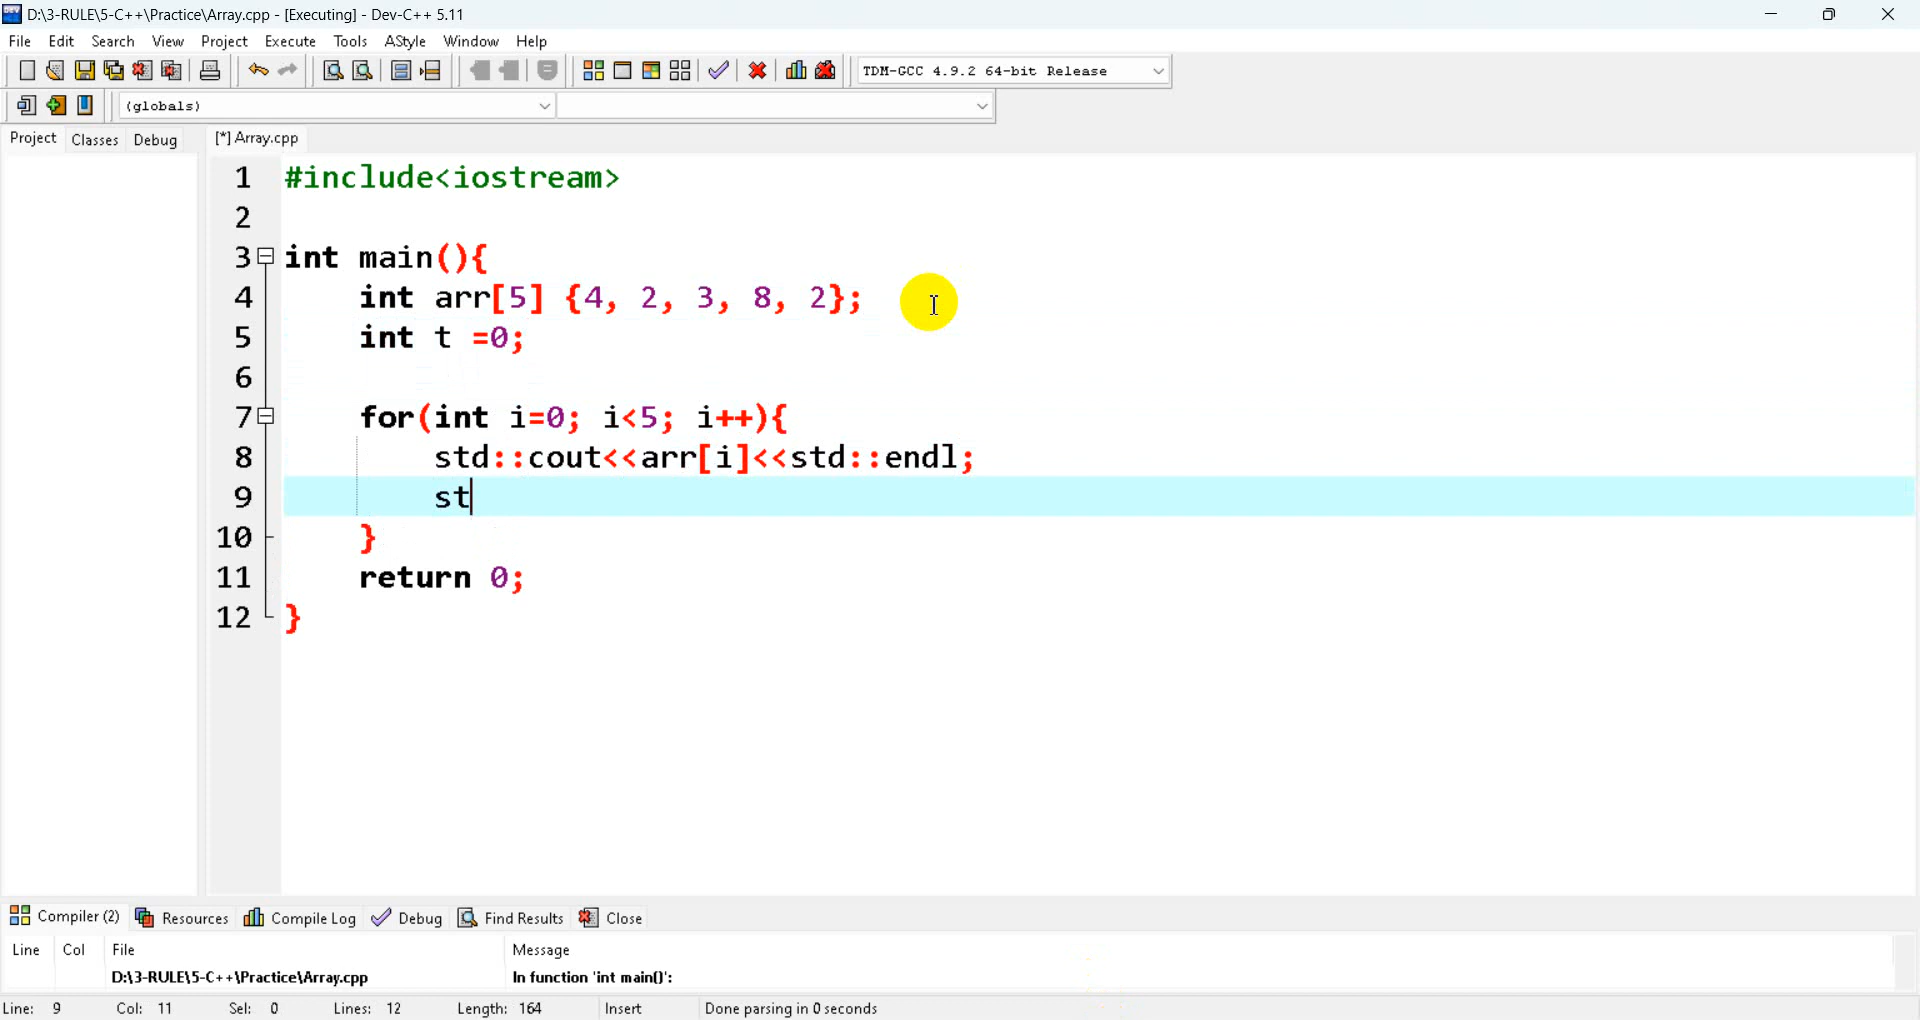 D:\3-RULE\5-C++\Practice\Array.cpp - [Executing] - Dev-C++ 5.11
File Edit Search View Project Execute Tools AStyle Window Help
TDM-GCC 4.9.2 64-bit Release
(globals)
Project Classes Debug [*] Array.cpp
1 #include<iostream>
2
3 int main(){
4 int arr[5] {4, 2, 3, 8, 2};
5 int t =0;
6
7 for(int i=0; i<5; i++){
8 std::cout<<arr[i]<<std::endl;
9 st
10 }
11 return 0;
12 }
Compiler (2) Resources Compile Log Debug Find Results Close
Line Col File Message
D:\3-RULE\5-C++\Practice\Array.cpp In function 'int main()':
Line: 9 Col: 11 Sel: 0 Lines: 12 Length: 164 Insert Done parsing in 0 seconds